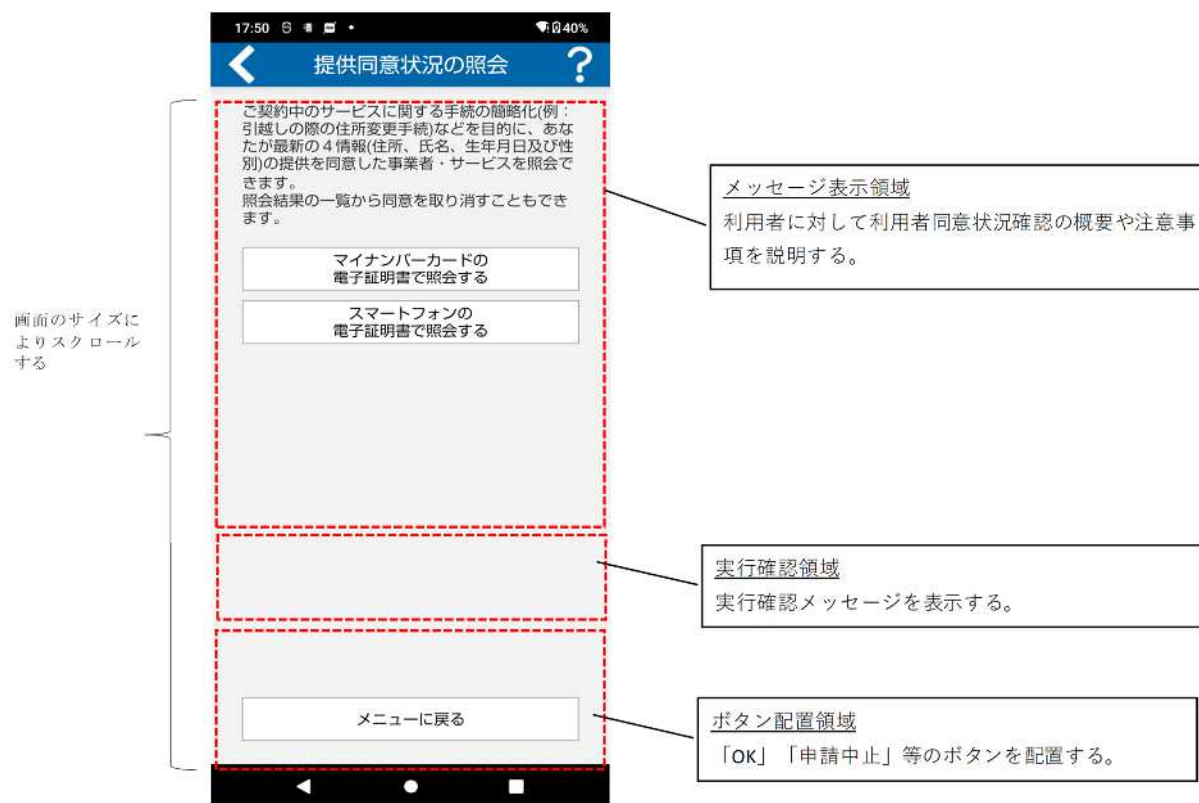 17:50
40%
提供同意状況の照会
?
ご契約中のサービスに関する手続の簡略化(例：
引越しの際の住所変更手続)などを目的に、あな
たが最新の４情報(住所、氏名、生年月日及び性
別)の提供を同意した事業者・サービスを照会で
きます。
照会結果の一覧から同意を取り消すこともでき
ます。
マイナンバーカードの
電子証明書で照会する
スマートフォンの
電子証明書で照会する
メニューに戻る
画面のサイズに
よりスクロール
する
メッセージ表示領域
利用者に対して利用者同意状況確認の概要や注意事
項を説明する。
実行確認領域
実行確認メッセージを表示する。
ボタン配置領域
「OK」「申請中止」等のボタンを配置する。